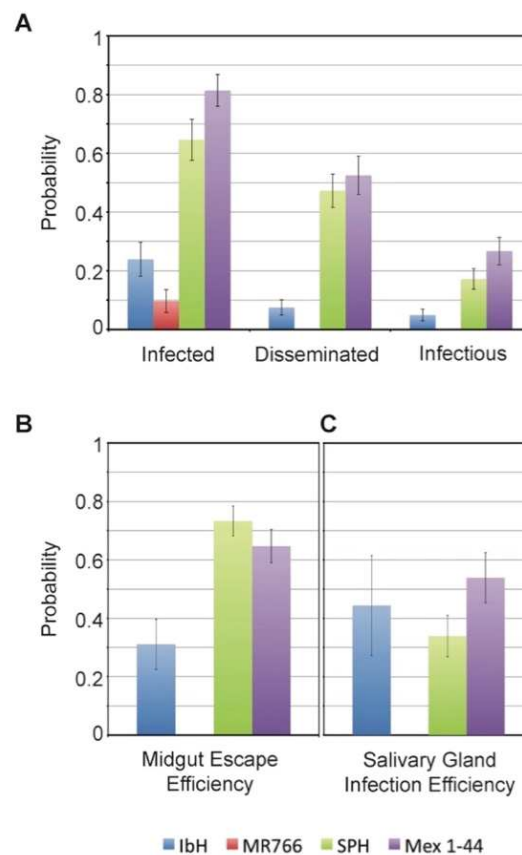 A
1
0.8
0.6
0.4
0.2
0
Probability
Infected Disseminated Infectious
B C
1
0.8
0.6
0.4
0.2
0
Probability
Midgut Escape
Efficiency
Salivary Gland
Infection Efficiency
IbH MR766 SPH Mex 1-44